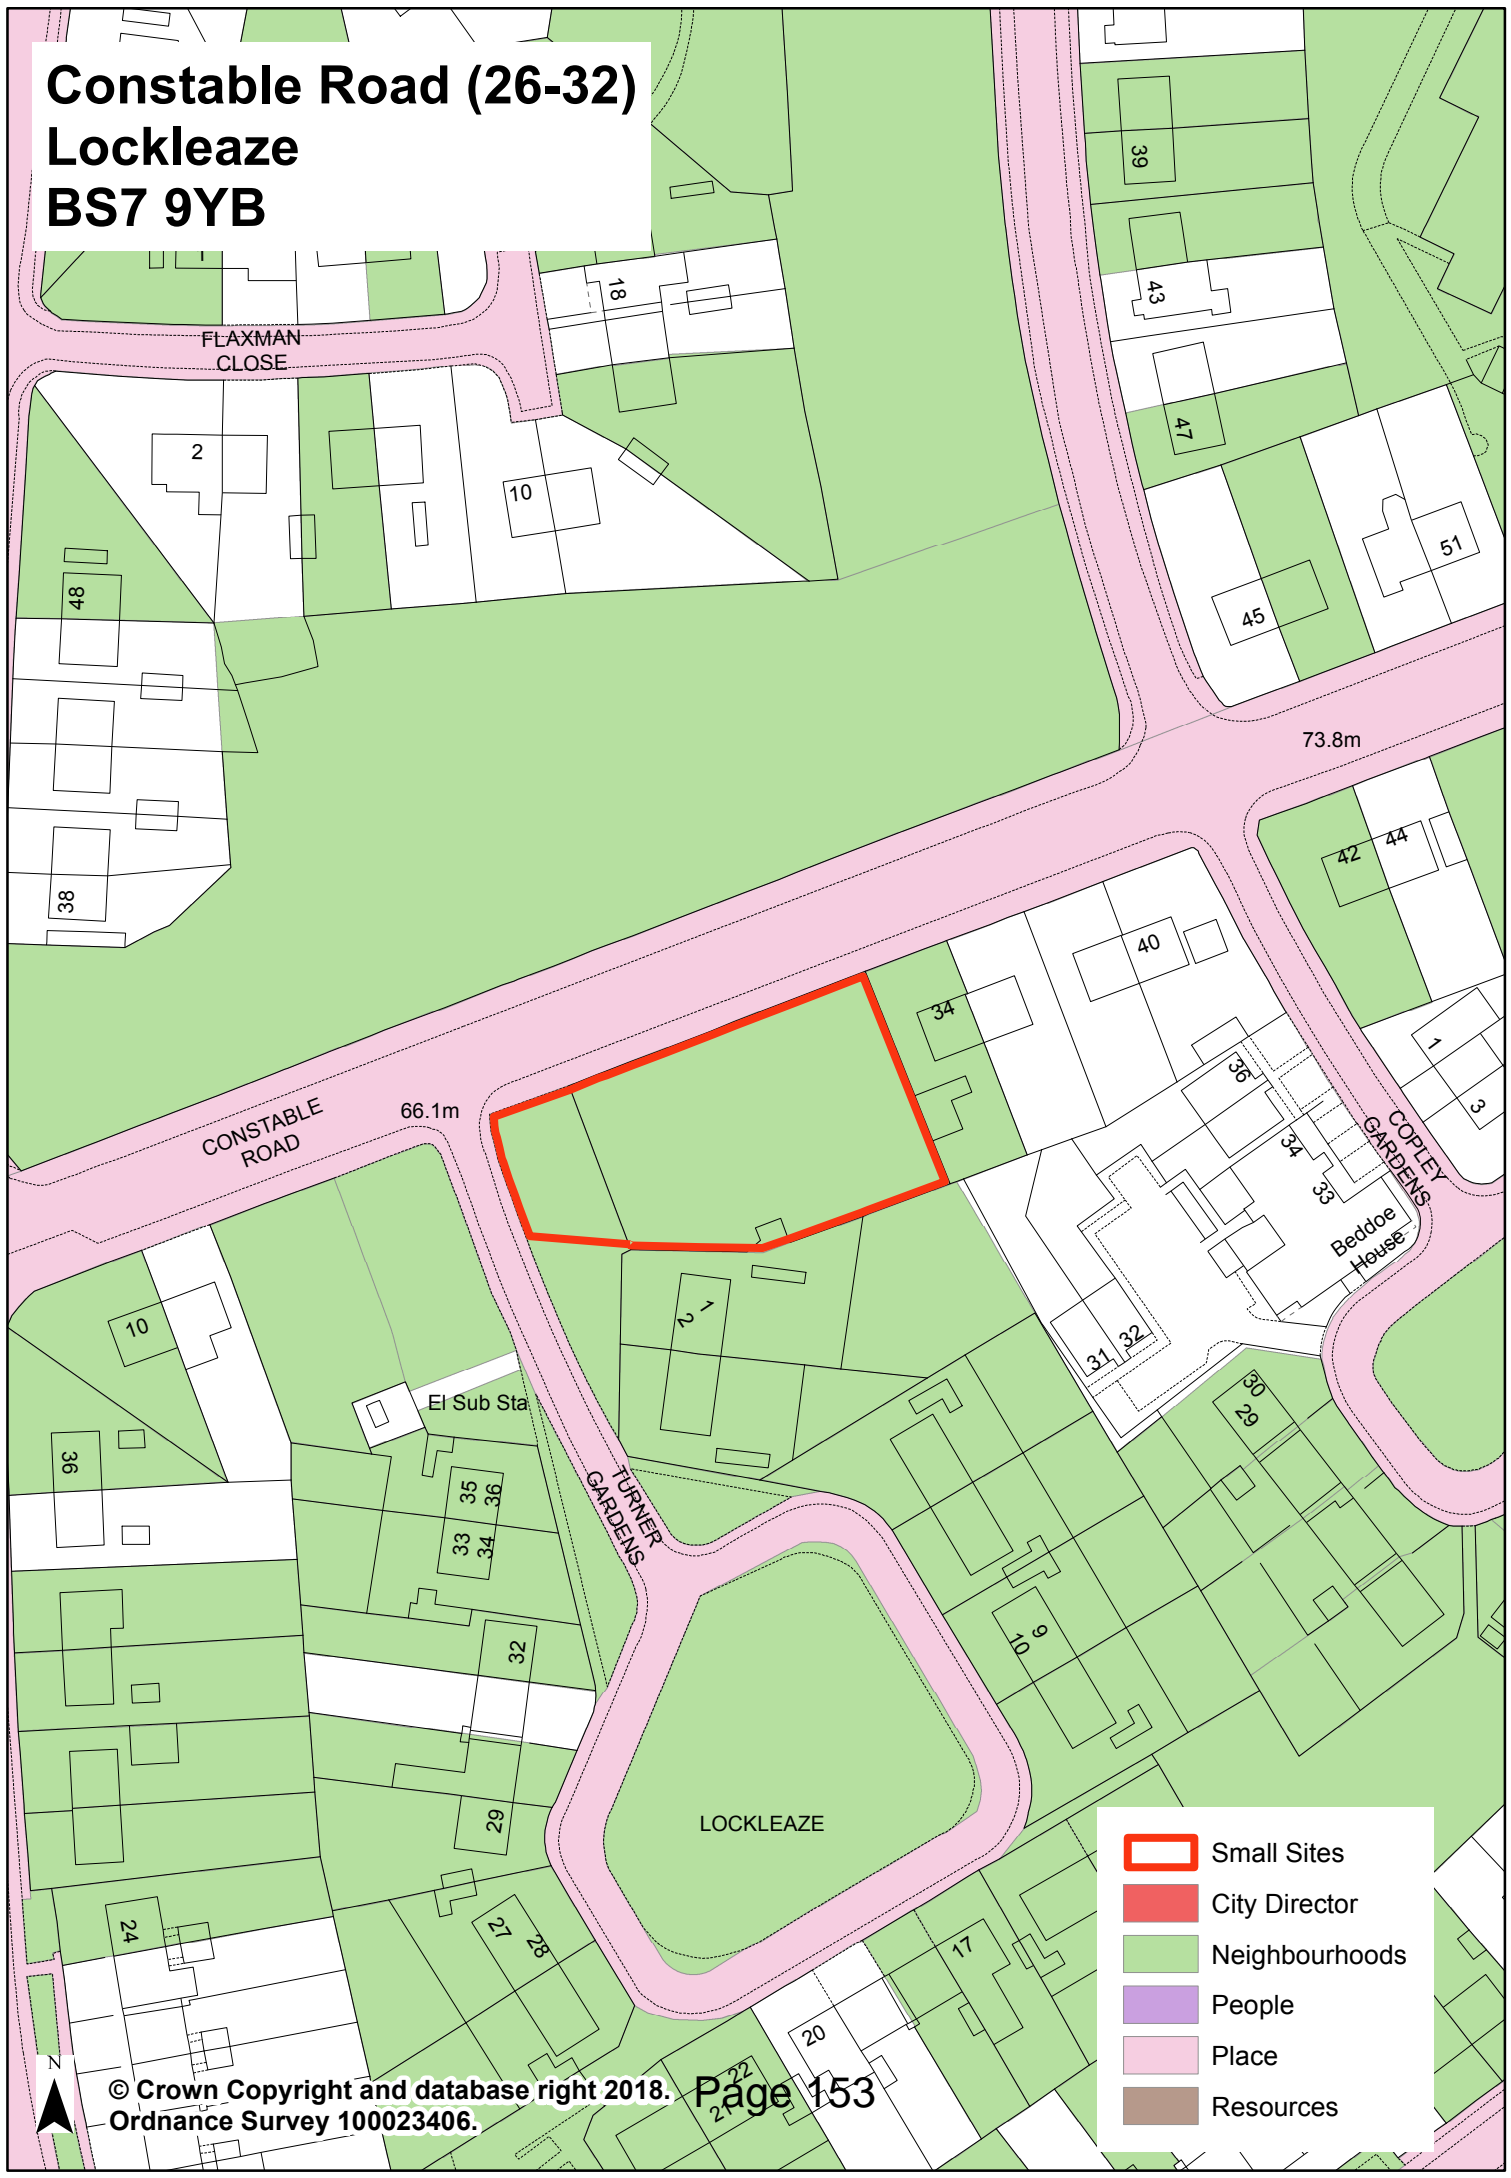 Constable Road (26-32)
Lockleaze
BS7 9YB
39
18
43
FLAXMAN
CLOSE
47
2
10
51
48
45
73.8m
42
44
38
40
34
36
1
3
CONSTABLE
ROAD
66.1m
COPLEY
GARDENS
34
33
Beddoe
House
10
1
2
31
32
El Sub Sta
30
29
36
35
36
33
34
TURNER
GARDENS
9
10
32
29
LOCKLEAZE
Small Sites
City Director
24
27
28
17
Neighbourhoods
People
20
Place
22
21
N
© Crown Copyright and database right 2018.
Ordnance Survey 100023406.
Page 153
Resources